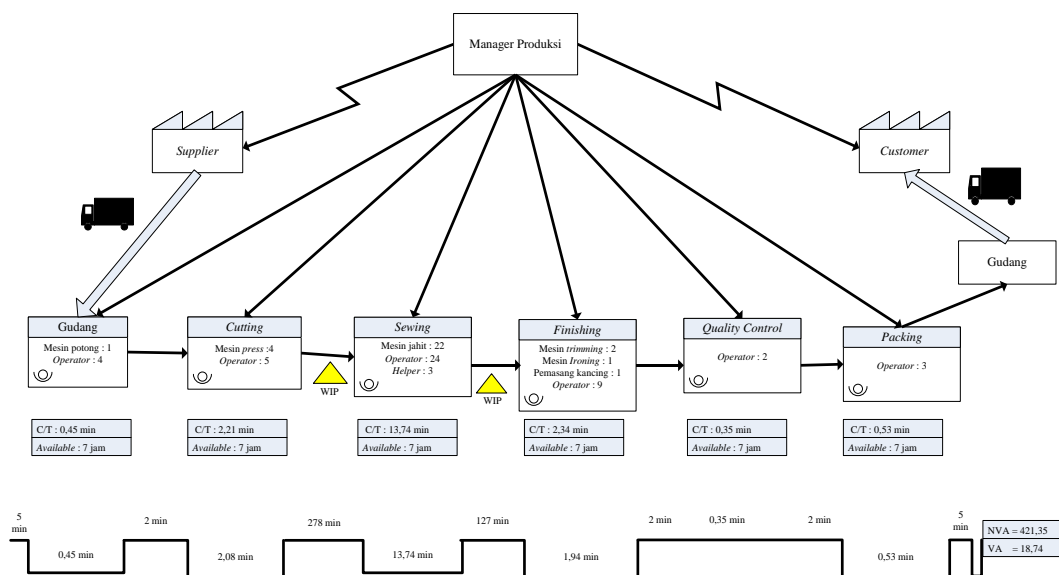 Manager Produksi
Supplier
Customer
Gudang
Gudang
Mesin potong : 1
Operator : 4
Cutting
Mesin press :4
Operator : 5
WIP
Sewing
Mesin jahit : 22
Operator : 24
Helper : 3
WIP
Finishing
Mesin trimming : 2
Mesin Ironing : 1
Pemasang kancing : 1
Operator : 9
Quality Control
Operator : 2
Packing
Operator : 3
C/T : 0,45 min
Available : 7 jam
C/T : 2,21 min
Available : 7 jam
C/T : 13,74 min
Available : 7 jam
C/T : 2,34 min
Available : 7 jam
C/T : 0,35 min
Available : 7 jam
C/T : 0,53 min
Available : 7 jam
5
min
0,45 min
2 min
2,08 min
278 min
13,74 min
127 min
1,94 min
2 min
0,35 min
2 min
0,53 min
5
min
NVA = 421,35
VA = 18,74